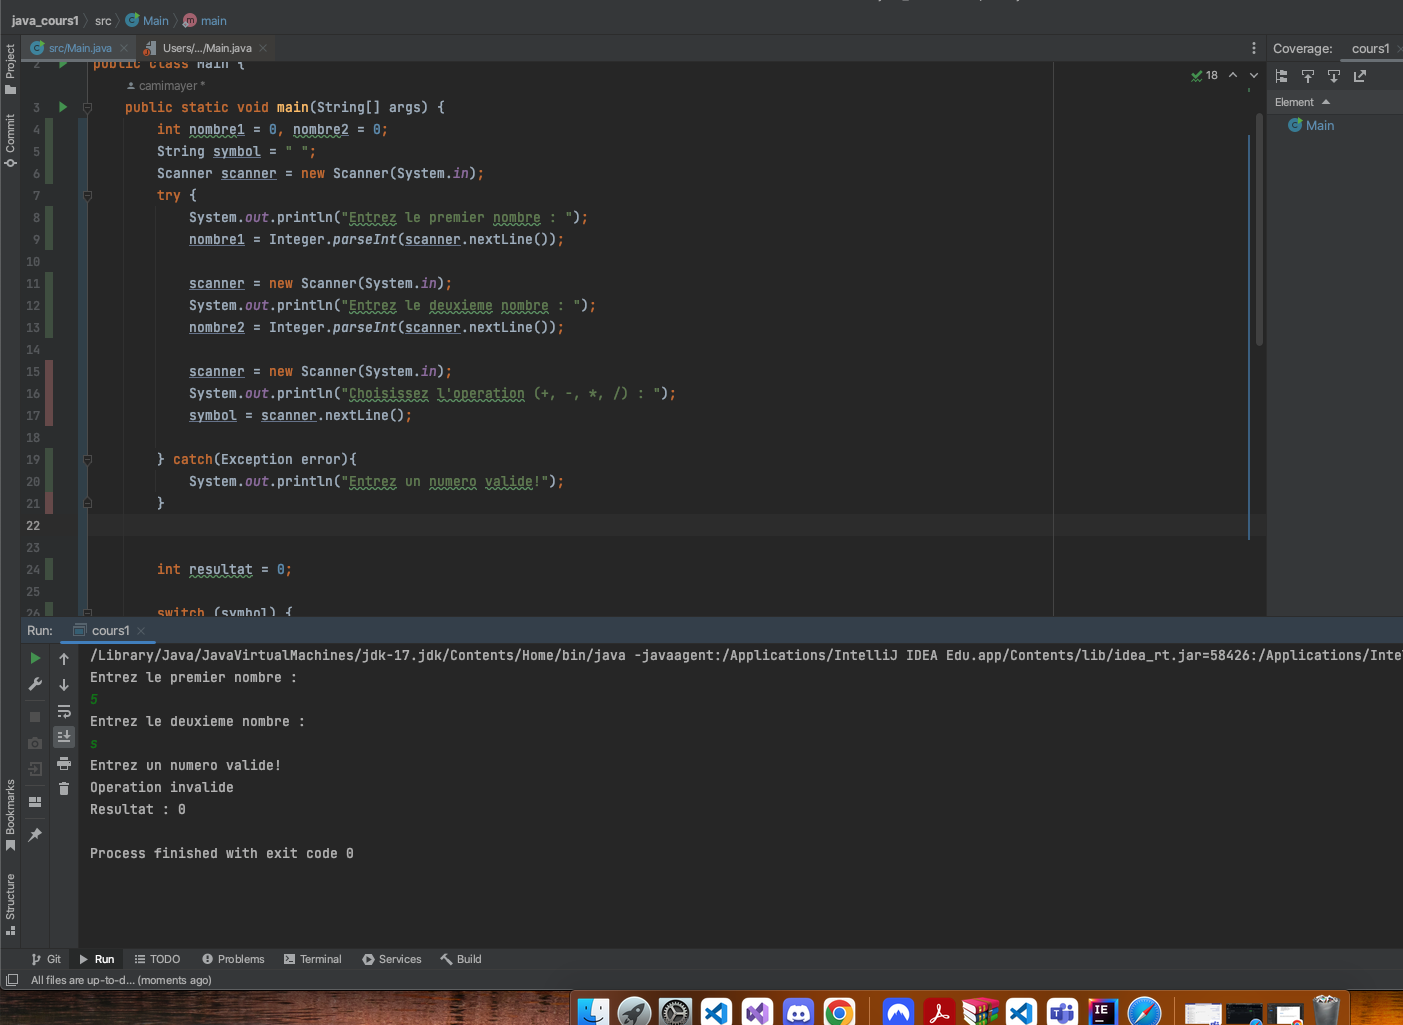 java_cours1 src Main main
src/Main.java Users/.../Main.java Coverage: cours1
Project
Commit
Bookmarks
Structure
2 public class Main {
camimayer *
18
Element
Main
3 public static void main(String[] args) {
4 int nombre1 = 0, nombre2 = 0;
5 String symbol = " ";
6 Scanner scanner = new Scanner(System.in);
7 try {
8 System.out.println("Entrez le premier nombre : ");
9 nombre1 = Integer.parseInt(scanner.nextLine());
10
11 scanner = new Scanner(System.in);
12 System.out.println("Entrez le deuxieme nombre : ");
13 nombre2 = Integer.parseInt(scanner.nextLine());
14
15 scanner = new Scanner(System.in);
16 System.out.println("Choisissez l'operation (+, -, *, /) : ");
17 symbol = scanner.nextLine();
18
19 } catch(Exception error){
20 System.out.println("Entrez un numero valide!");
21 }
22
23
24 int resultat = 0;
25
26 switch (symbol) {
Run: cours1
/Library/Java/JavaVirtualMachines/jdk-17.jdk/Contents/Home/bin/java -javaagent:/Applications/IntelliJ IDEA Edu.app/Contents/lib/idea_rt.jar=58426:/Applications/Inte
Entrez le premier nombre :
5
Entrez le deuxieme nombre :
s
Entrez un numero valide!
Operation invalide
Resultat : 0
Process finished with exit code 0
Git Run TODO Problems Terminal Services Build
All files are up-to-d... (moments ago)
IE